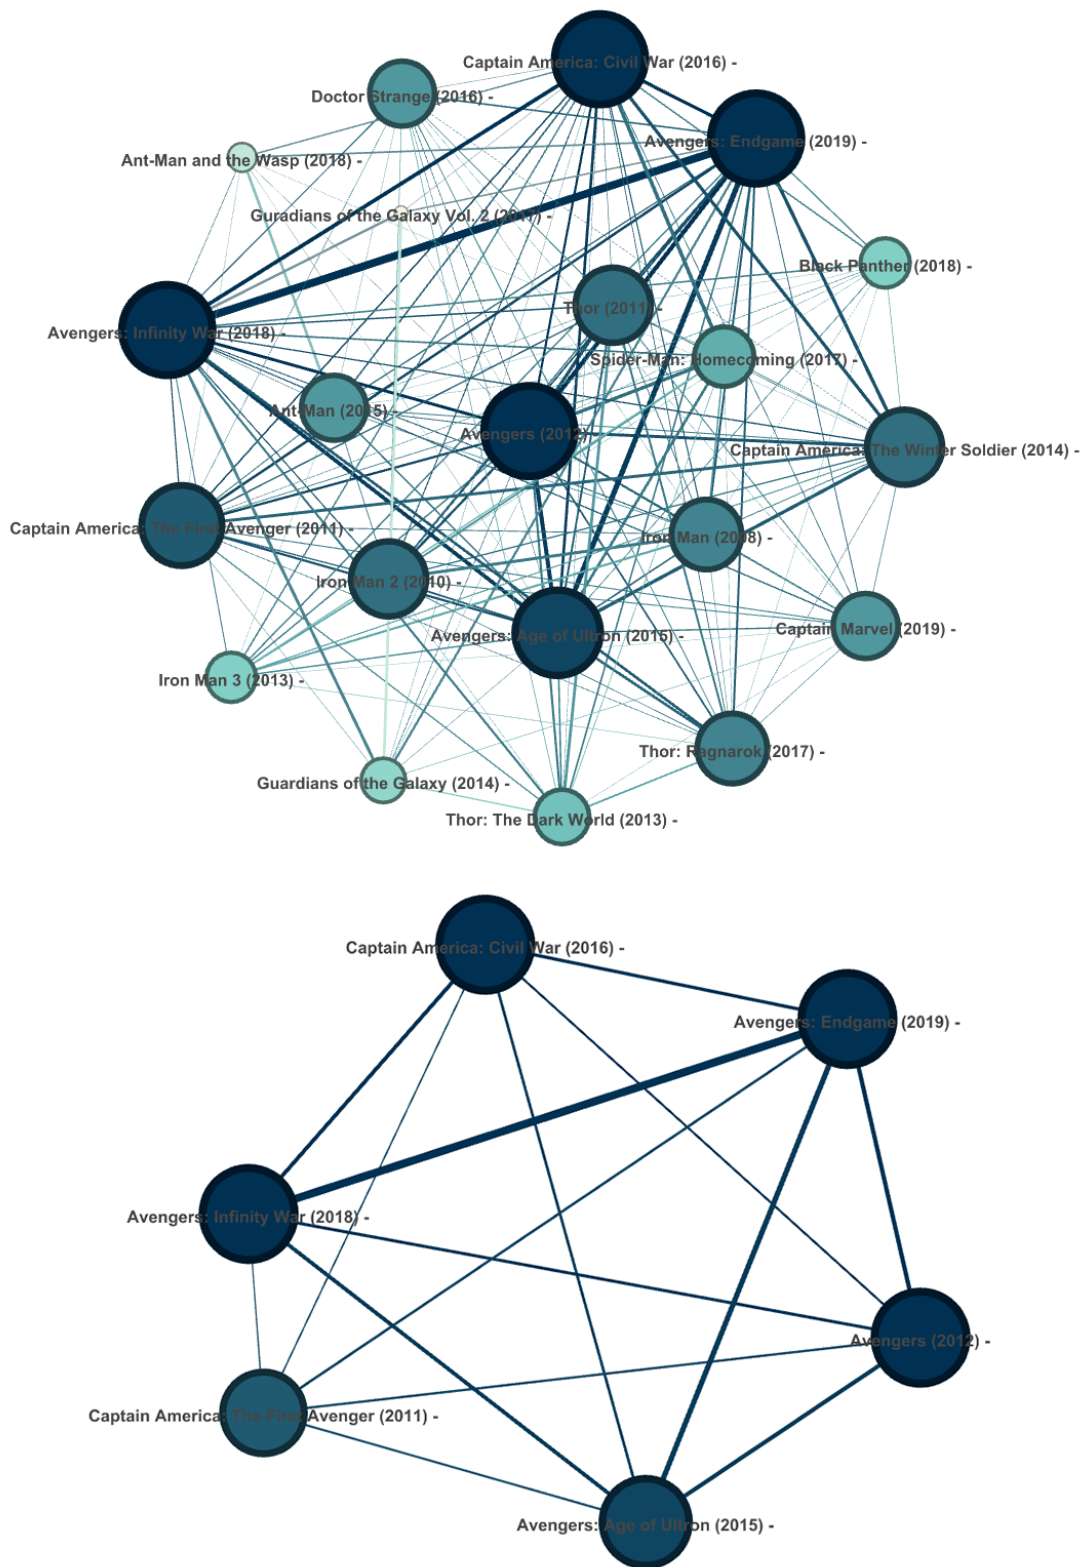 Captain America: Civil War (2016) -
Doctor Strange (2016) -
Avengers: Endgame (2019) -
Ant-Man and the Wasp (2018) -
Guradians of the Galaxy Vol. 2 (2017) -
Black Panther (2018) -
Thor (2011) -
Avengers: Infinity War (2018) -
Spider-Man: Homecoming (2017) -
Ant-Man (2015) -
Avengers (2012)
Captain America: The Winter Soldier (2014) -
Captain America: The First Avenger (2011) -
Iron Man (2008) -
Iron Man 2 (2010) -
Captain Marvel (2019) -
Avengers: Age of Ultron (2015) -
Iron Man 3 (2013) -
Thor: Ragnarok (2017) -
Guardians of the Galaxy (2014) -
Thor: The Dark World (2013) -
Captain America: Civil War (2016) -
Avengers: Endgame (2019) -
Avengers: Infinity War (2018) -
Avengers (2012) -
Captain America: The First Avenger (2011) -
Avengers: Age of Ultron (2015) -